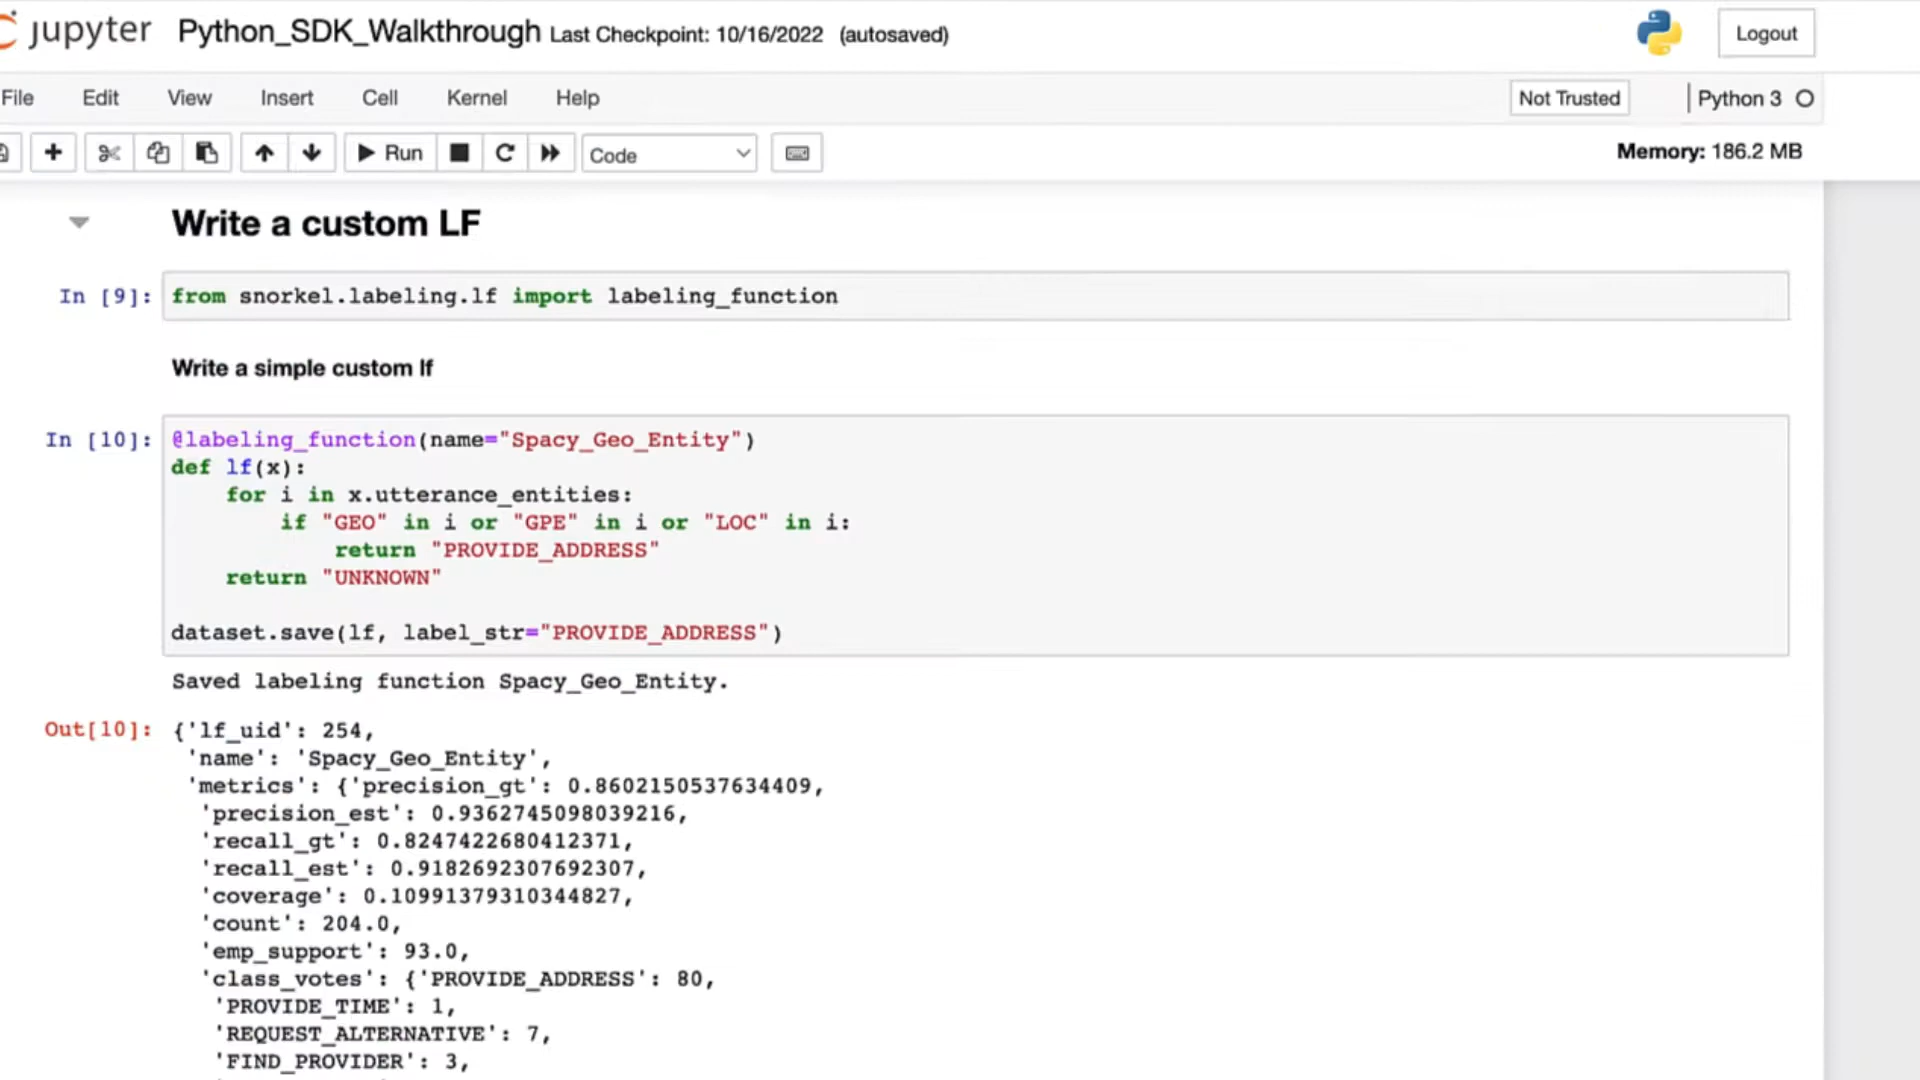 jupyter Python_SDK_Walkthrough Last Checkpoint: 10/16/2022 (autosaved) Logout
File Edit View Insert Cell Kernel Help Not Trusted Python 3
Run Code Memory: 186.2 MB
Write a custom LF
In [9]: from snorkel.labeling.lf import labeling_function
Write a simple custom lf
In [10]: @labeling_function(name="Spacy_Geo_Entity")
def lf(x):
    for i in x.utterance_entities:
        if "GEO" in i or "GPE" in i or "LOC" in i:
            return "PROVIDE_ADDRESS"
    return "UNKNOWN"
dataset.save(lf, label_str="PROVIDE_ADDRESS")
Saved labeling function Spacy_Geo_Entity.
Out[10]: {'lf_uid': 254,
'name': 'Spacy_Geo_Entity',
'metrics': {'precision_gt': 0.8602150537634409,
'precision_est': 0.9362745098039216,
'recall_gt': 0.8247422680412371,
'recall_est': 0.9182692307692307,
'coverage': 0.10991379310344827,
'count': 204.0,
'emp_support': 93.0,
'class_votes': {'PROVIDE_ADDRESS': 80,
'PROVIDE_TIME': 1,
'REQUEST_ALTERNATIVE': 7,
'FIND_PROVIDER': 3,